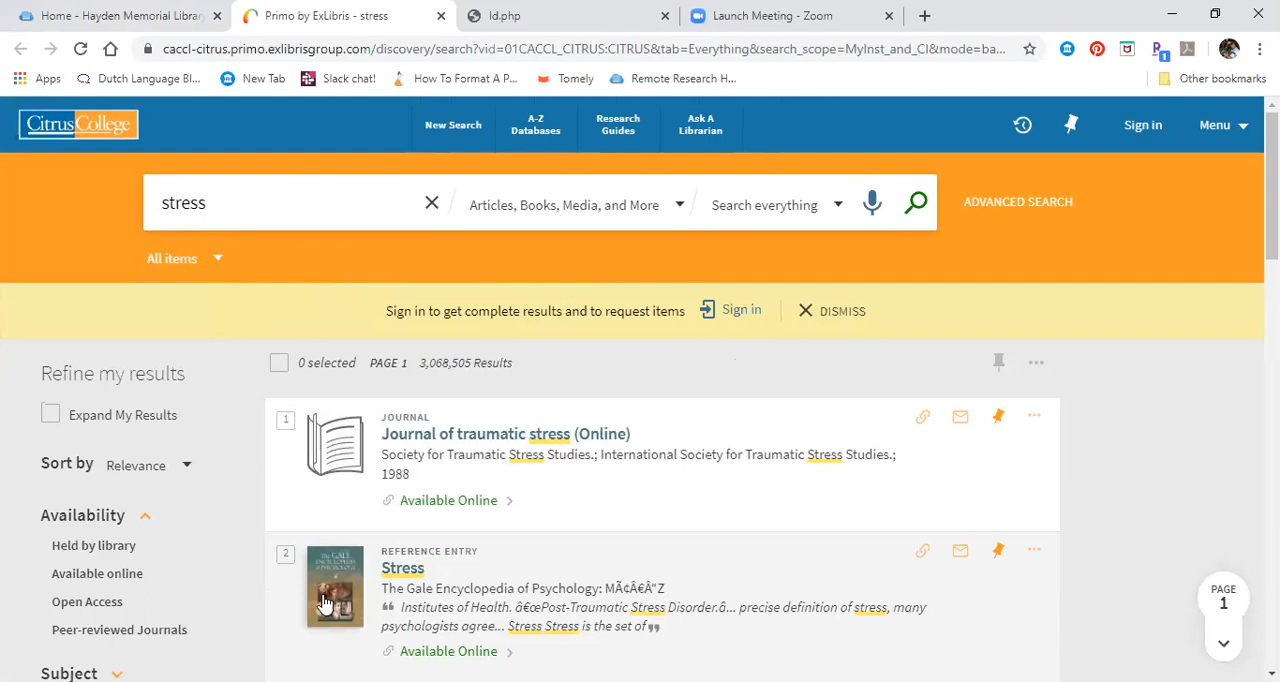 Home - Hayden Memorial Librar
Primo by ExLibris - stress
ld.php
Launch Meeting - Zoom
caccl-citrus.primo.exlibrisgroup.com/discovery/search?vid=01CACCL_CITRUS:CITRUS&tab=Everything&search_scope=MyInst_and_CI&mode=ba...
Apps
Dutch Language Bl...
New Tab
Slack chat!
How To Format A P...
Tomely
Remote Research H...
Other bookmarks
CitrusCollege
New Search
A-Z Databases
Research Guides
Ask A Librarian
Sign in
Menu
stress
Articles, Books, Media, and More
Search everything
ADVANCED SEARCH
All items
Sign in to get complete results and to request items
Sign in
DISMISS
Refine my results
Expand My Results
Sort by Relevance
Availability
Held by library
Available online
Open Access
Peer-reviewed Journals
Subject
0 selected PAGE 1 3,068,505 Results
1
JOURNAL
Journal of traumatic stress (Online)
Society for Traumatic Stress Studies.; International Society for Traumatic Stress Studies.;
1988
Available Online
2
REFERENCE ENTRY
Stress
The Gale Encyclopedia of Psychology: MÃ¢Â€Â“Z
Institutes of Health. â€œPost-Traumatic Stress Disorder.â... precise definition of stress, many
psychologists agree... Stress Stress is the set of
Available Online
PAGE
1